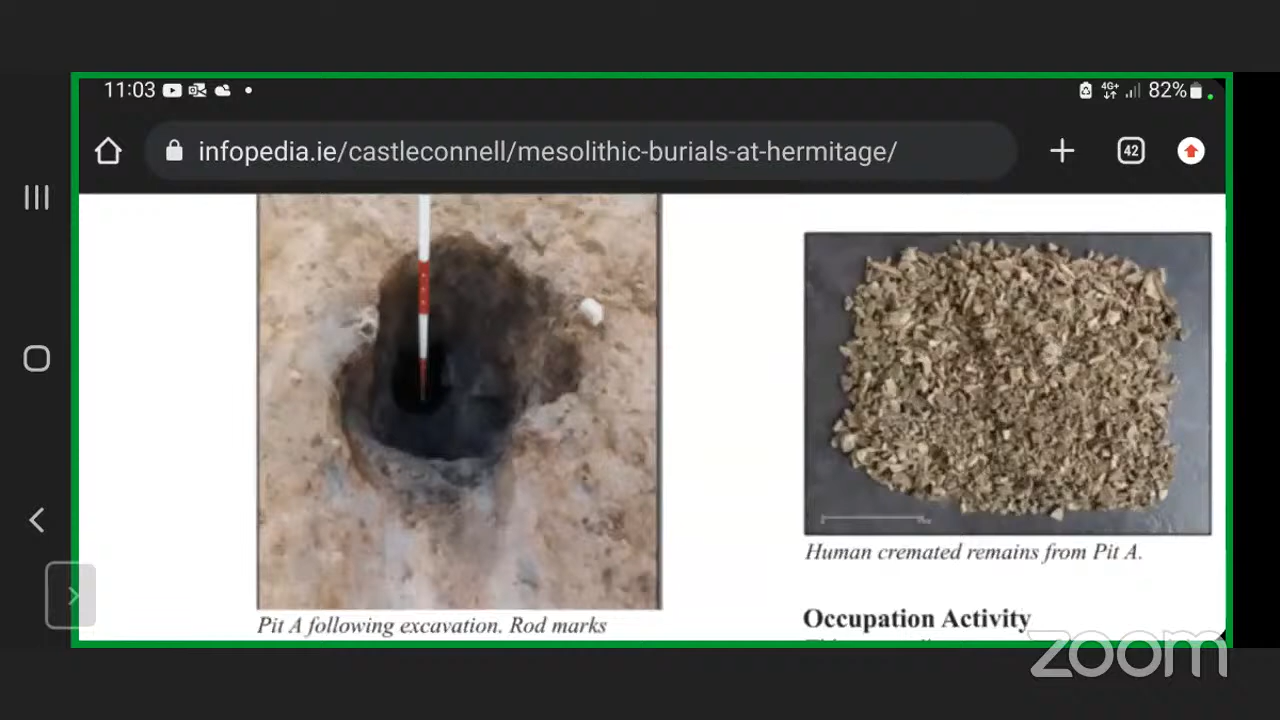 11:03
4G+ 82%
infopedia.ie/castleconnell/mesolithic-burials-at-hermitage/
42
Human cremated remains from Pit A.
Occupation Activity
Pit A following excavation. Rod marks
zoom